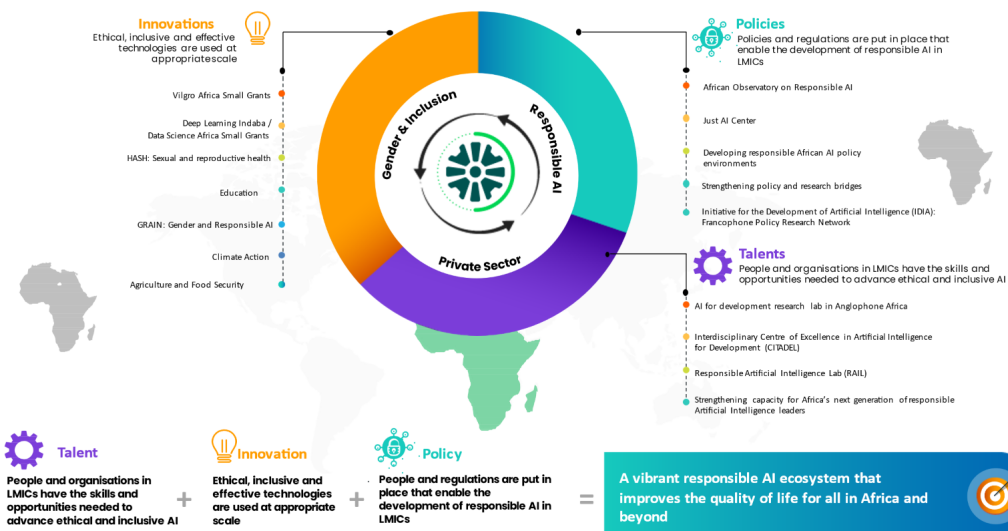 Innovations
Ethical, inclusive and effective
technologies are used at
appropriate scale
Vilgro Africa Small Grants
Deep Learning Indaba /
Data Science Africa Small Grants
HASH: Sexual and reproductive health
Education
GRAIN: Gender and Responsible AI
Climate Action
Agriculture and Food Security
Gender & Inclusion
Responsible AI
Private Sector
Policies
Policies and regulations are put in place that
enable the development of responsible AI in
LMICs
African Observatory on Responsible AI
Just AI Center
Developing responsible African AI policy
environments
Strengthening policy and research bridges
Initiative for the Development of Artificial Intelligence (IDIA):
Francophone Policy Research Network
Talents
People and organisations in LMICs have the skills and
opportunities needed to advance ethical and inclusive AI
AI for development research lab in Anglophone Africa
Interdisciplinary Centre of Excellence in Artificial Intelligence
for Development (CITADEL)
Responsible Artificial Intelligence Lab (RAIL)
Strengthening capacity for Africa's next generation of responsible
Artificial Intelligence leaders
Talent
People and organisations in
LMICs have the skills and
opportunities needed to
advance ethical and inclusive AI
+
Innovation
Ethical, inclusive and
effective technologies
are used at appropriate
scale
+
Policy
People and regulations are put in
place that enable the
development of responsible AI in
LMICs
=
A vibrant responsible AI ecosystem that
improves the quality of life for all in Africa and
beyond